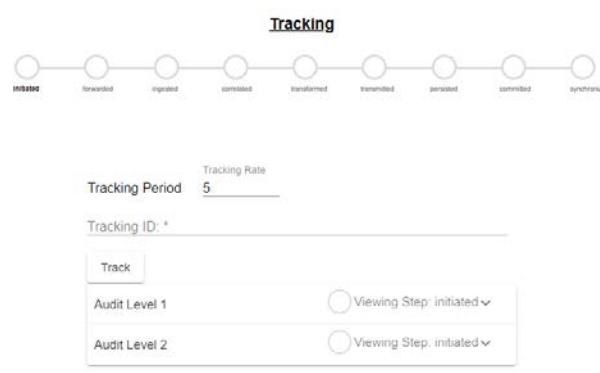 Tracking
initiated forwarded ingested correlated transformed transmitted persisted committed synchroni
Tracking Rate
Tracking Period 5
Tracking ID: *
Track
Audit Level 1 Viewing Step: initiated
Audit Level 2 Viewing Step: initiated